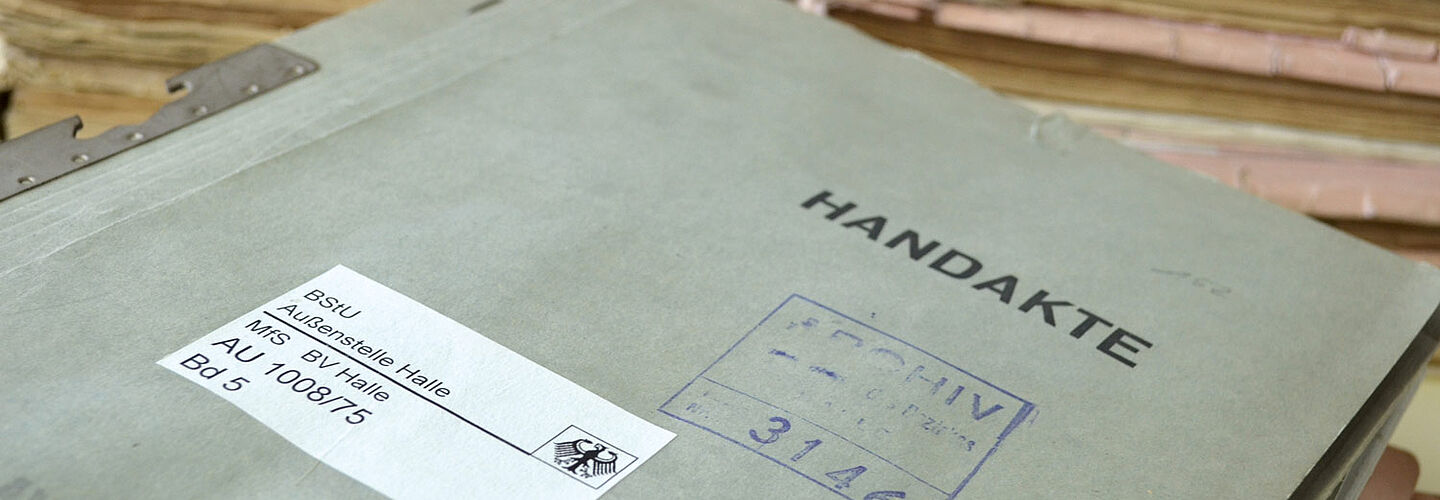 HANDAKTE
BStU
Außenstelle Halle
MfS BV Halle
AU 1008/75
Bd 5
ARCHIV
3146